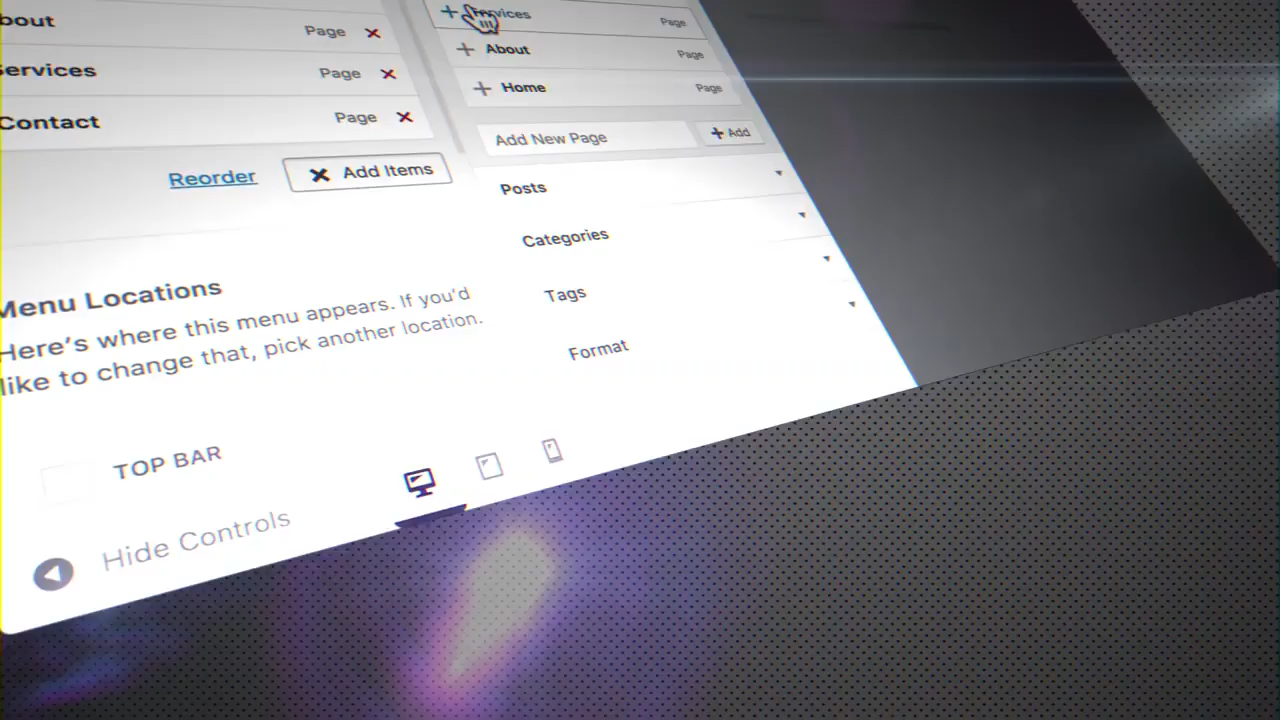 bout
Page
ervices
Page
Contact
Page
Reorder
Add Items
Menu Locations
Here's where this menu appears. If you'd
like to change that, pick another location.
TOP BAR
Hide Controls
Services
Page
About
Page
Home
Page
Add New Page
Add
Posts
Categories
Tags
Format